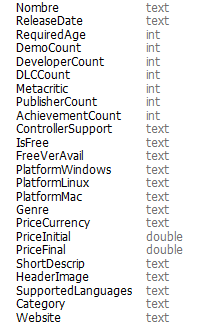 Nombre text
ReleaseDate text
RequiredAge int
DemoCount int
DeveloperCount int
DLCCount int
Metacritic int
PublisherCount int
AchievementCount int
ControllerSupport text
IsFree text
FreeVerAvail text
PlatformWindows text
PlatformLinux text
PlatformMac text
Genre text
PriceCurrency text
PriceInitial double
PriceFinal double
ShortDescrip text
HeaderImage text
SupportedLanguages text
Category text
Website text